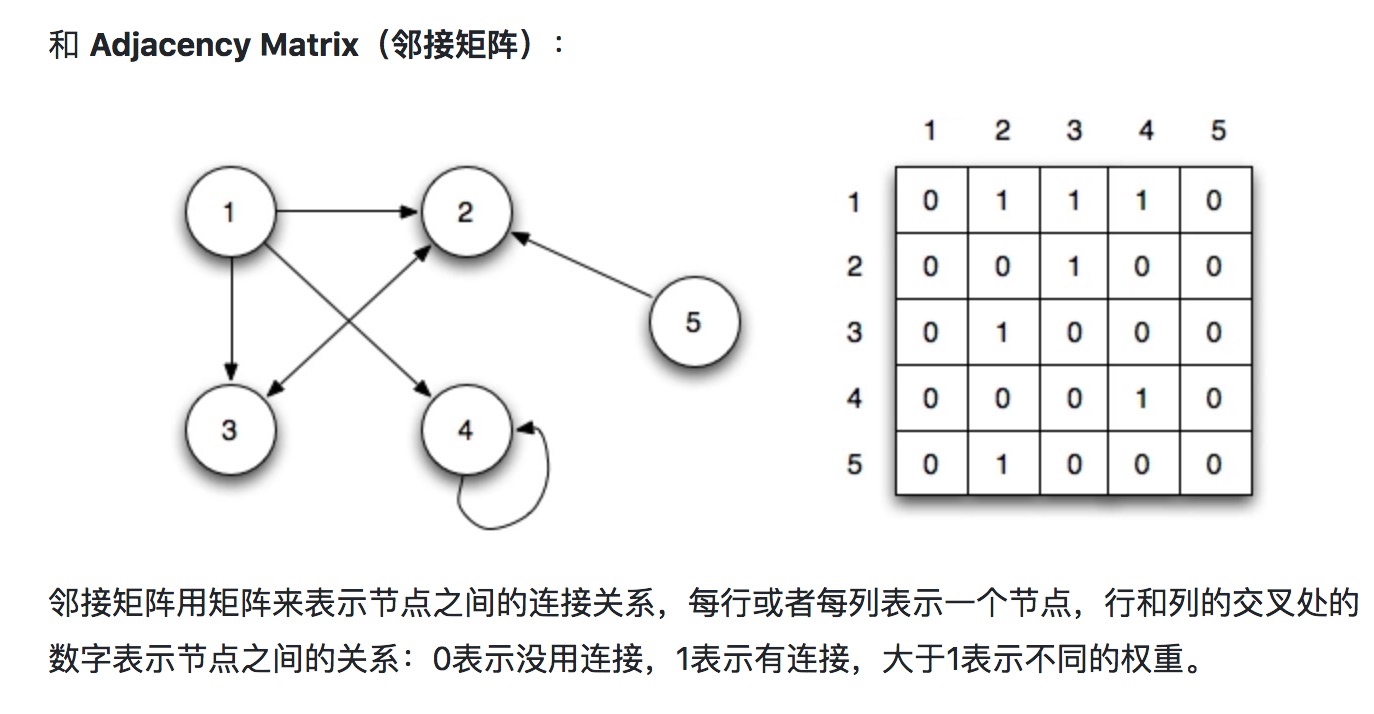 和 Adjacency Matrix（邻接矩阵）：
1 2 3 4 5
1 2
5
3 4
1 0 1 1 1 0
2 0 0 1 0 0
3 0 1 0 0 0
4 0 0 0 1 0
5 0 1 0 0 0
邻接矩阵用矩阵来表示节点之间的连接关系，每行或者每列表示一个节点，行和列的交叉处的
数字表示节点之间的关系：0表示没用连接，1表示有连接，大于1表示不同的权重。